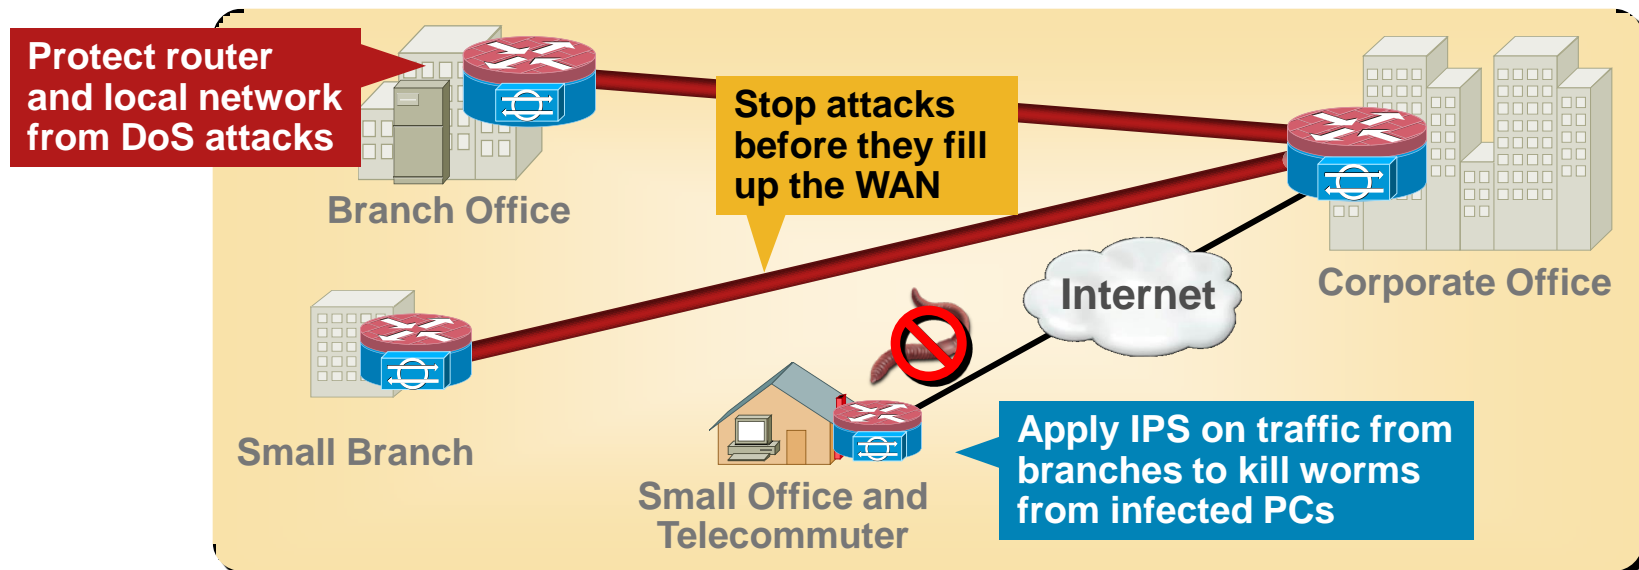 Protect router
and local network
from DoS attacks
Branch Office
Stop attacks
before they fill
up the WAN
Corporate Office
Internet
Small Branch
Small Office and
Telecommuter
Apply IPS on traffic from
branches to kill worms
from infected PCs